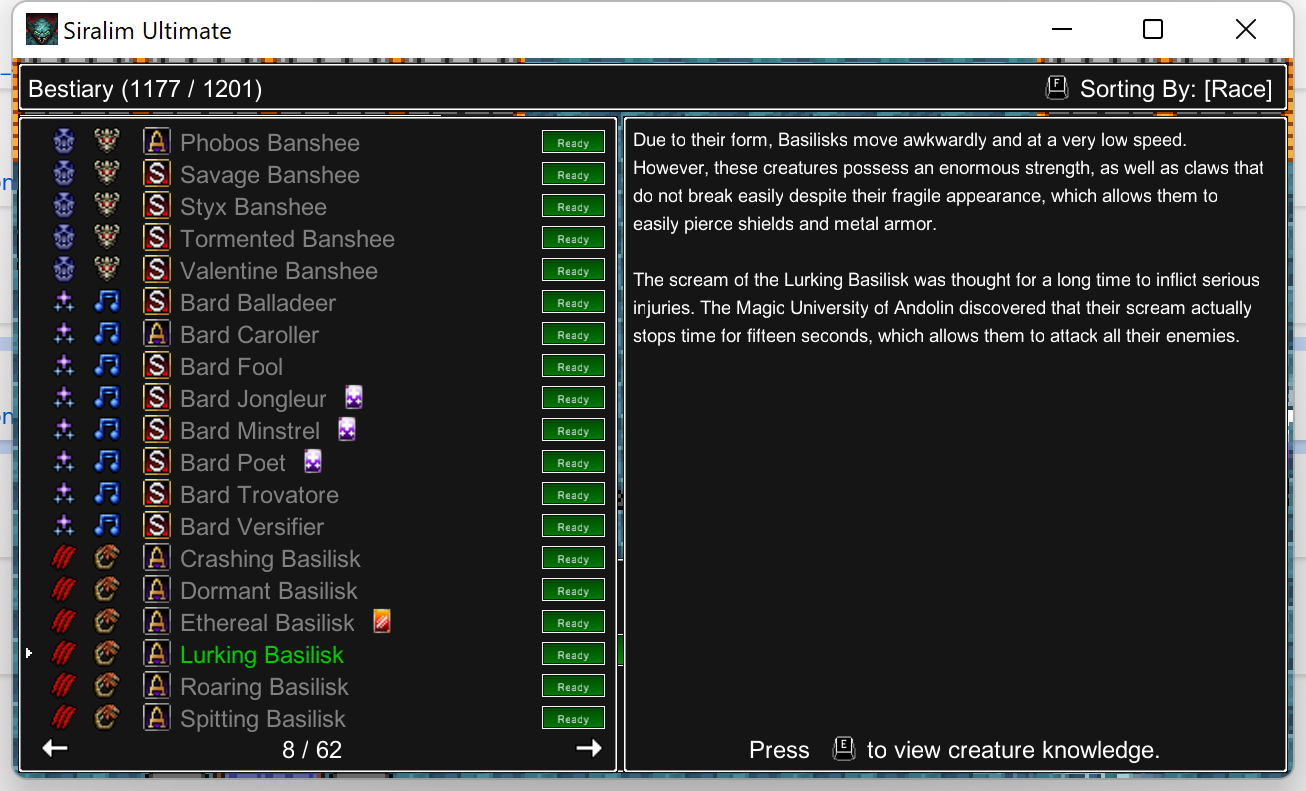 Siralim Ultimate
Bestiary (1177 / 1201)
F Sorting By: [Race]
A Phobos Banshee Ready
S Savage Banshee Ready
S Styx Banshee Ready
S Tormented Banshee Ready
S Valentine Banshee Ready
S Bard Balladeer Ready
A Bard Caroller Ready
S Bard Fool Ready
S Bard Jongleur Ready
S Bard Minstrel Ready
S Bard Poet Ready
S Bard Trovatore Ready
S Bard Versifier Ready
A Crashing Basilisk Ready
A Dormant Basilisk Ready
A Ethereal Basilisk Ready
A Lurking Basilisk Ready
A Roaring Basilisk Ready
A Spitting Basilisk Ready
8 / 62
Due to their form, Basilisks move awkwardly and at a very low speed.
However, these creatures possess an enormous strength, as well as claws that
do not break easily despite their fragile appearance, which allows them to
easily pierce shields and metal armor.
The scream of the Lurking Basilisk was thought for a long time to inflict serious
injuries. The Magic University of Andolin discovered that their scream actually
stops time for fifteen seconds, which allows them to attack all their enemies.
Press E to view creature knowledge.